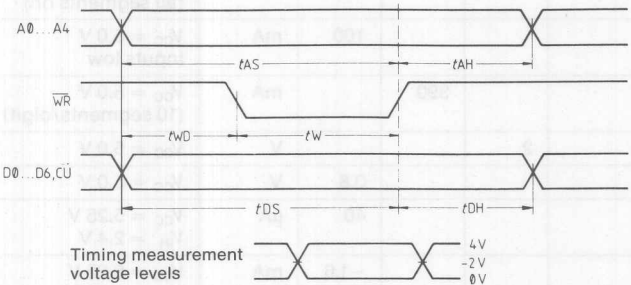 A0...A4
tAS
tAH
WR
tWD
tW
D0...D6,CU
tDS
tDH
Timing measurement
voltage levels
4V
2V
0V